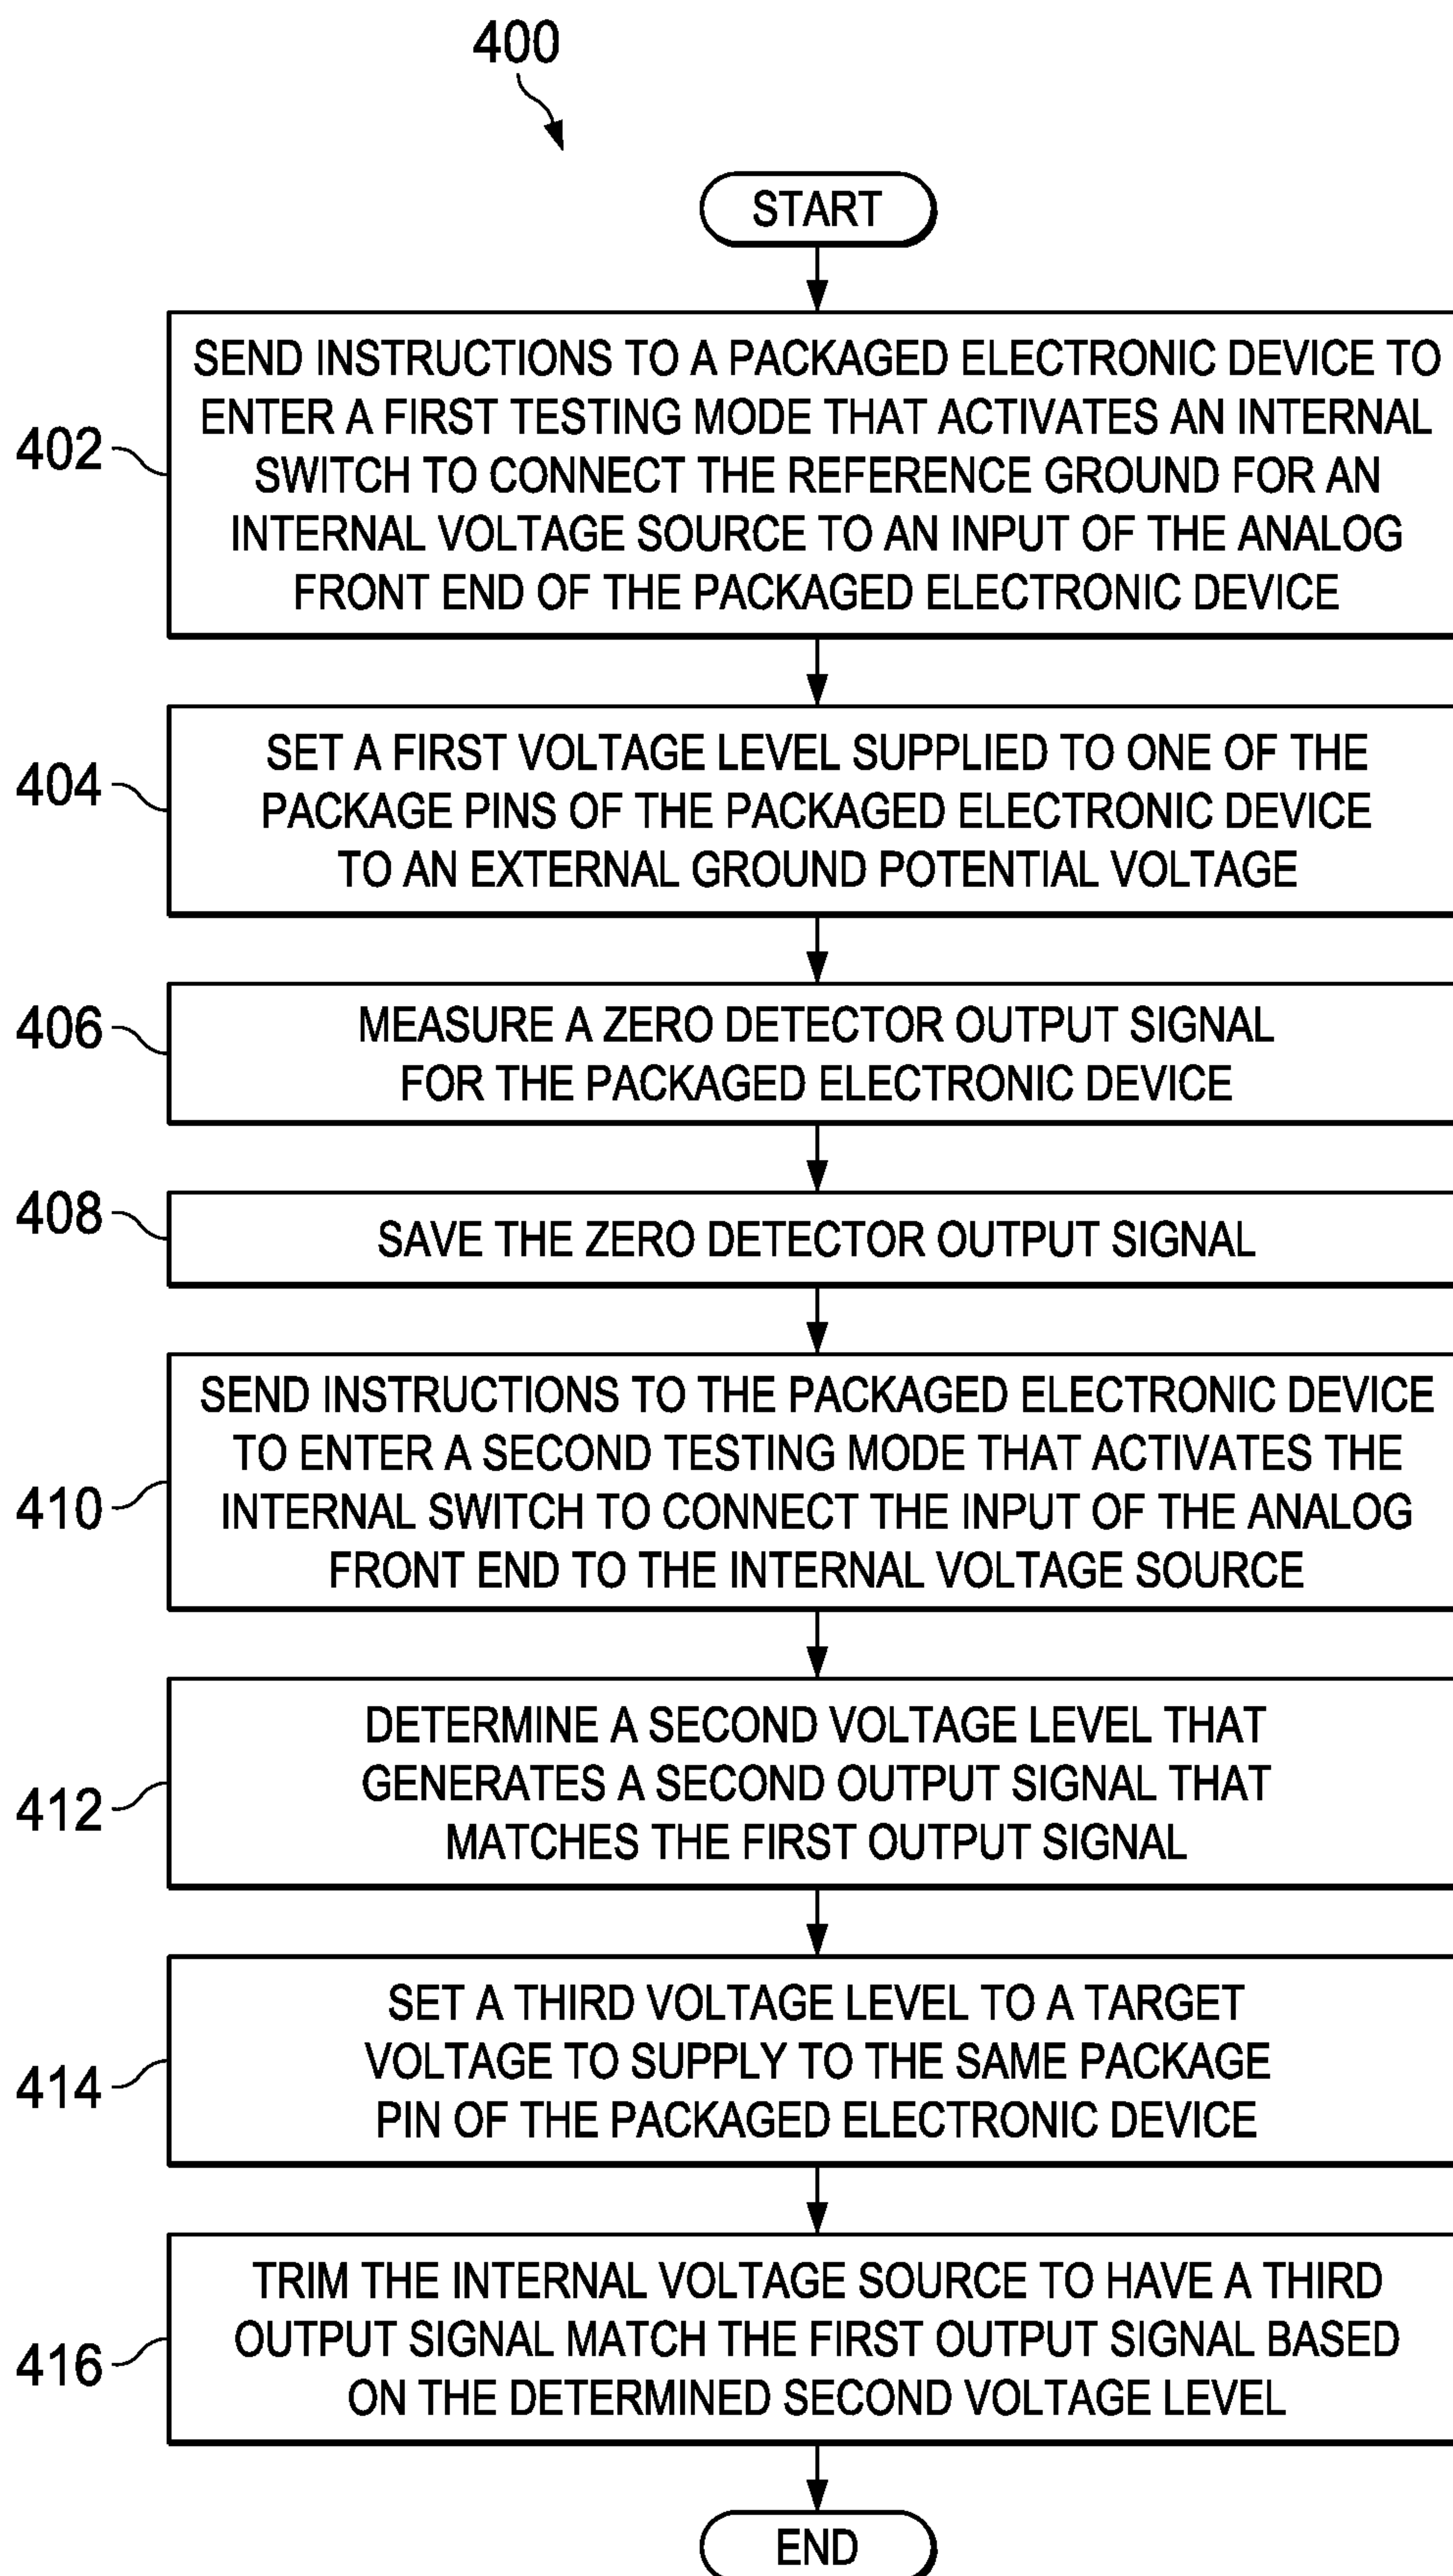 400
START
402
SEND INSTRUCTIONS TO A PACKAGED ELECTRONIC DEVICE TO
ENTER A FIRST TESTING MODE THAT ACTIVATES AN INTERNAL
SWITCH TO CONNECT THE REFERENCE GROUND FOR AN
INTERNAL VOLTAGE SOURCE TO AN INPUT OF THE ANALOG
FRONT END OF THE PACKAGED ELECTRONIC DEVICE
404
SET A FIRST VOLTAGE LEVEL SUPPLIED TO ONE OF THE
PACKAGE PINS OF THE PACKAGED ELECTRONIC DEVICE
TO AN EXTERNAL GROUND POTENTIAL VOLTAGE
406
MEASURE A ZERO DETECTOR OUTPUT SIGNAL
FOR THE PACKAGED ELECTRONIC DEVICE
408
SAVE THE ZERO DETECTOR OUTPUT SIGNAL
410
SEND INSTRUCTIONS TO THE PACKAGED ELECTRONIC DEVICE
TO ENTER A SECOND TESTING MODE THAT ACTIVATES THE
INTERNAL SWITCH TO CONNECT THE INPUT OF THE ANALOG
FRONT END TO THE INTERNAL VOLTAGE SOURCE
412
DETERMINE A SECOND VOLTAGE LEVEL THAT
GENERATES A SECOND OUTPUT SIGNAL THAT
MATCHES THE FIRST OUTPUT SIGNAL
414
SET A THIRD VOLTAGE LEVEL TO A TARGET
VOLTAGE TO SUPPLY TO THE SAME PACKAGE
PIN OF THE PACKAGED ELECTRONIC DEVICE
416
TRIM THE INTERNAL VOLTAGE SOURCE TO HAVE A THIRD
OUTPUT SIGNAL MATCH THE FIRST OUTPUT SIGNAL BASED
ON THE DETERMINED SECOND VOLTAGE LEVEL
END